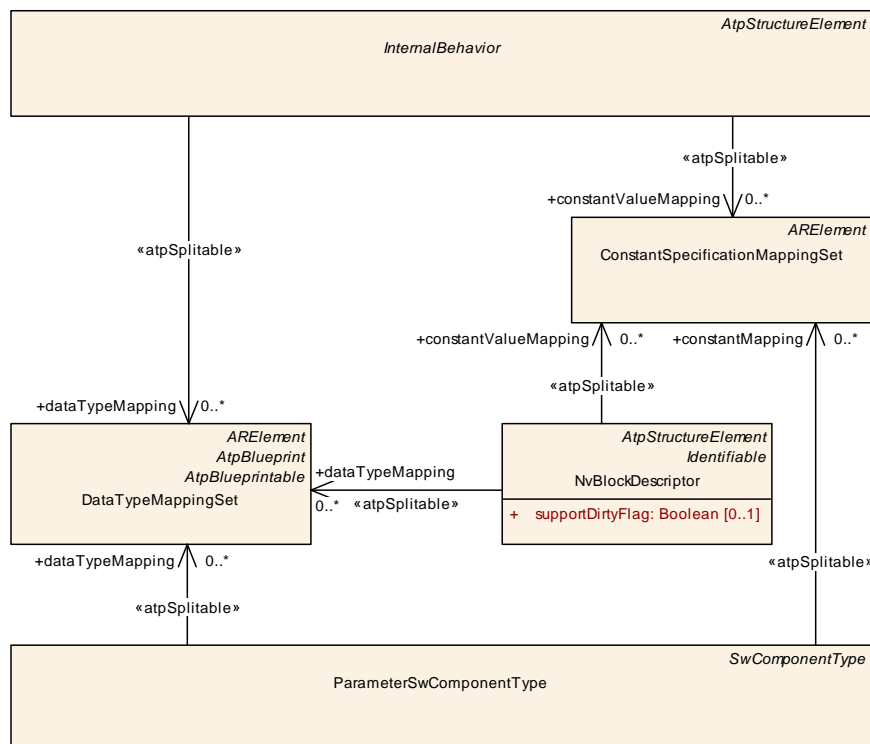 AtpStructureElement
InternalBehavior
«atpSplitable»
+constantValueMapping 0..*
«atpSplitable»
ARElement
ConstantSpecificationMappingSet
+constantValueMapping 0..* +constantMapping 0..*
«atpSplitable»
+dataTypeMapping 0..*
ARElement
AtpBlueprint
AtpBlueprintable
DataTypeMappingSet
+dataTypeMapping
0..* «atpSplitable»
AtpStructureElement
Identifiable
NvBlockDescriptor
+ supportDirtyFlag: Boolean [0..1]
+dataTypeMapping 0..*
«atpSplitable»
«atpSplitable»
SwComponentType
ParameterSwComponentType